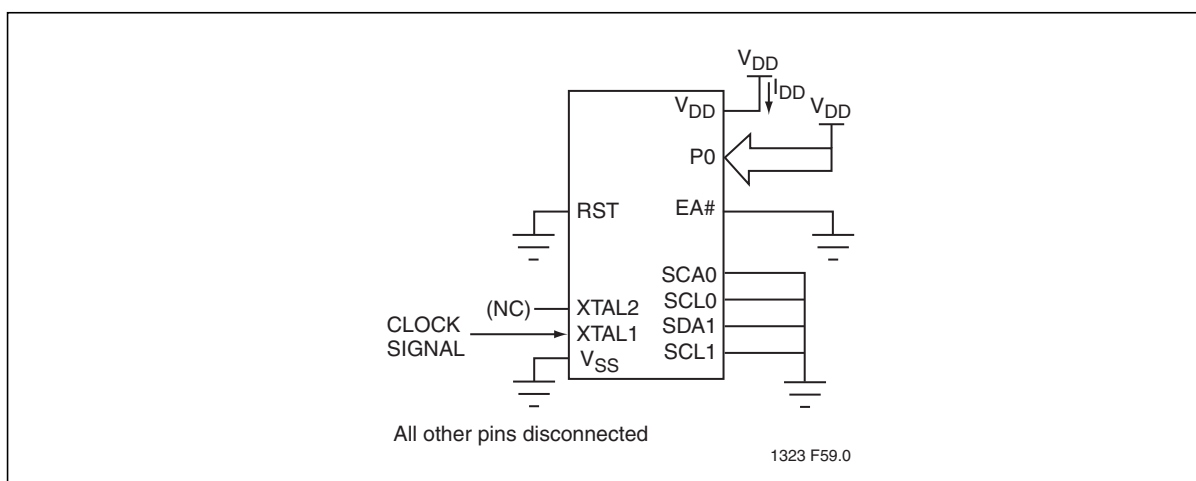 VDD
IDD
VDD
VDD
P0
RST
EA#
SCA0
SCL0
SDA1
SCL1
(NC)
XTAL2
CLOCK
SIGNAL
XTAL1
VSS
All other pins disconnected
1323 F59.0